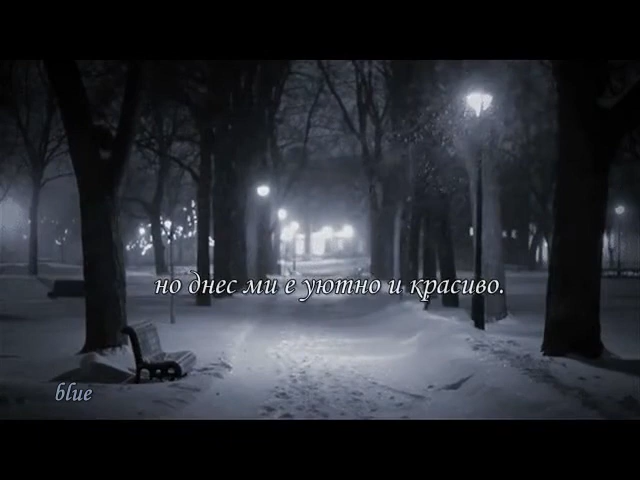 но днес ми е уютно и красиво.
blue